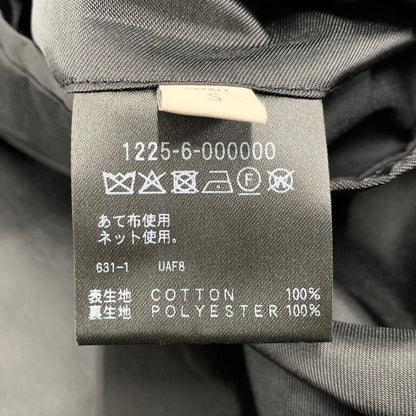 S
1225-6-000000
F
あて布使用
ネット使用。
631-1 UAF8
表生地 COTTON 100%
裏生地 POLYESTER 100%